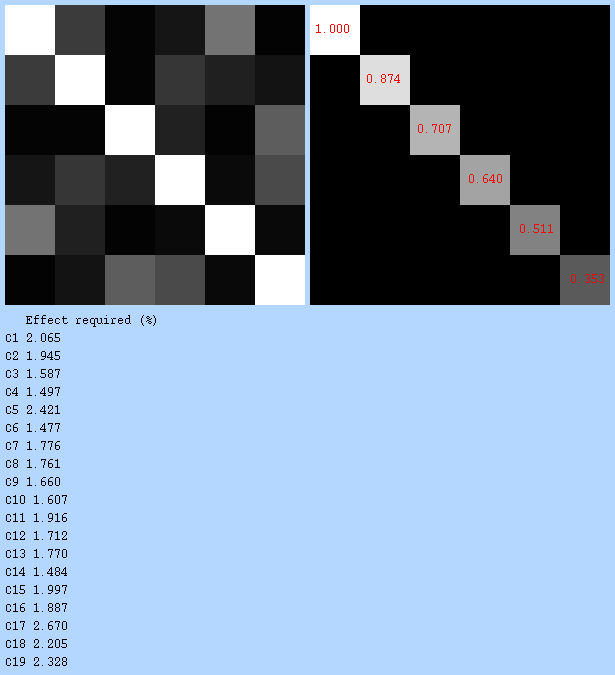 1.000
0.874
0.707
0.640
0.511
0.353
Effect required (%)
C1 2.065
C2 1.945
C3 1.587
C4 1.497
C5 2.421
C6 1.477
C7 1.776
C8 1.761
C9 1.660
C10 1.607
C11 1.916
C12 1.712
C13 1.770
C14 1.484
C15 1.997
C16 1.887
C17 2.670
C18 2.205
C19 2.328